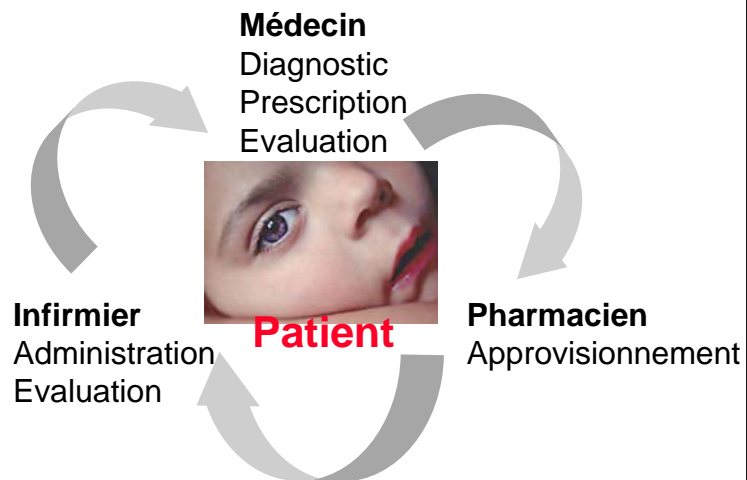 Médecin
Diagnostic
Prescription
Evaluation
Patient
Infirmier
Administration
Evaluation
Pharmacien
Approvisionnement